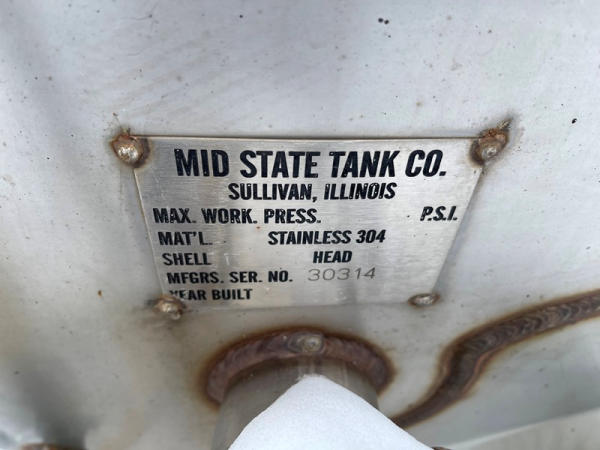 MID STATE TANK CO.
SULLIVAN, ILLINOIS
MAX. WORK. PRESS. P.S.I.
MAT'L. STAINLESS 304
SHELL HEAD
MFGRS. SER. NO. 30314
YEAR BUILT